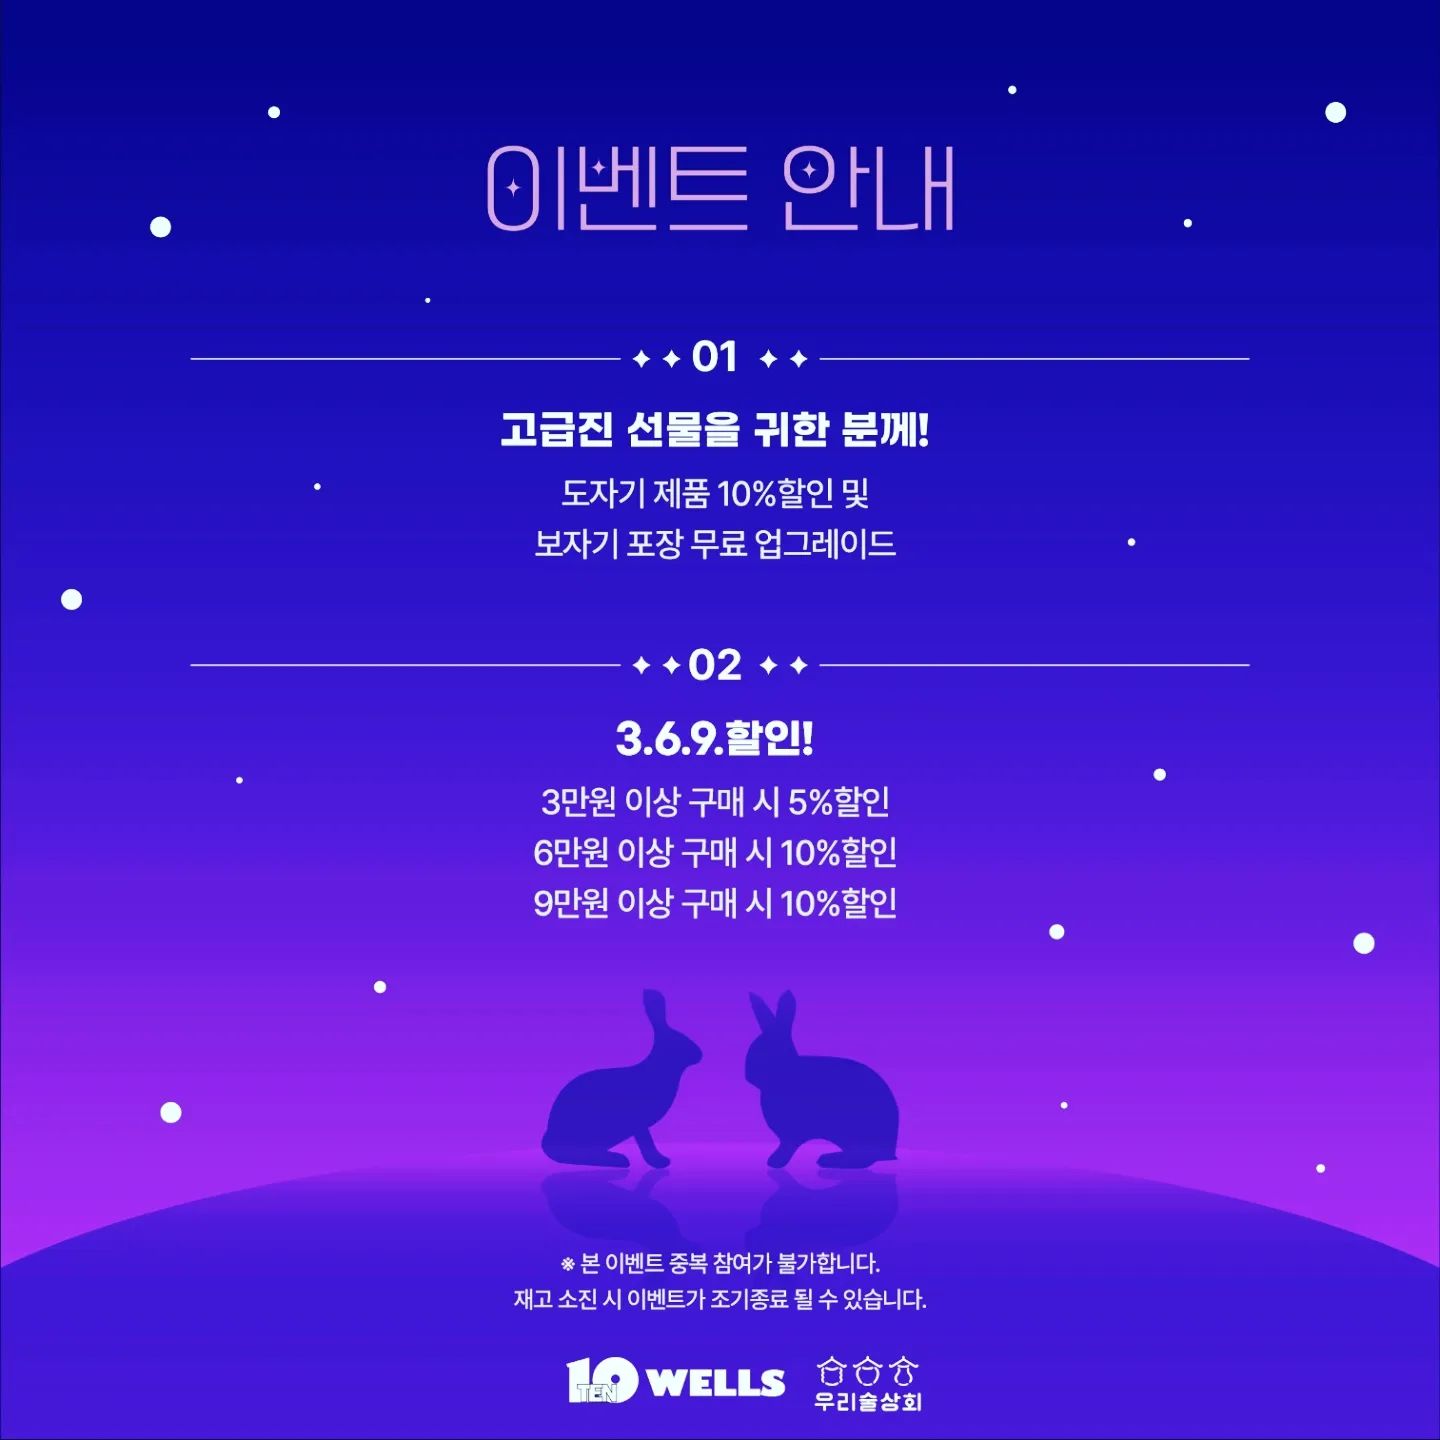 이벤트 안내
01
고급진 선물을 귀한 분께!
도자기 제품 10%할인 및
보자기 포장 무료 업그레이드
02
3.6.9.할인!
3만원 이상 구매 시 5%할인
6만원 이상 구매 시 10%할인
9만원 이상 구매 시 10%할인
※ 본 이벤트 중복 참여가 불가합니다.
재고 소진 시 이벤트가 조기종료 될 수 있습니다.
10 TEN WELLS
우리술상회